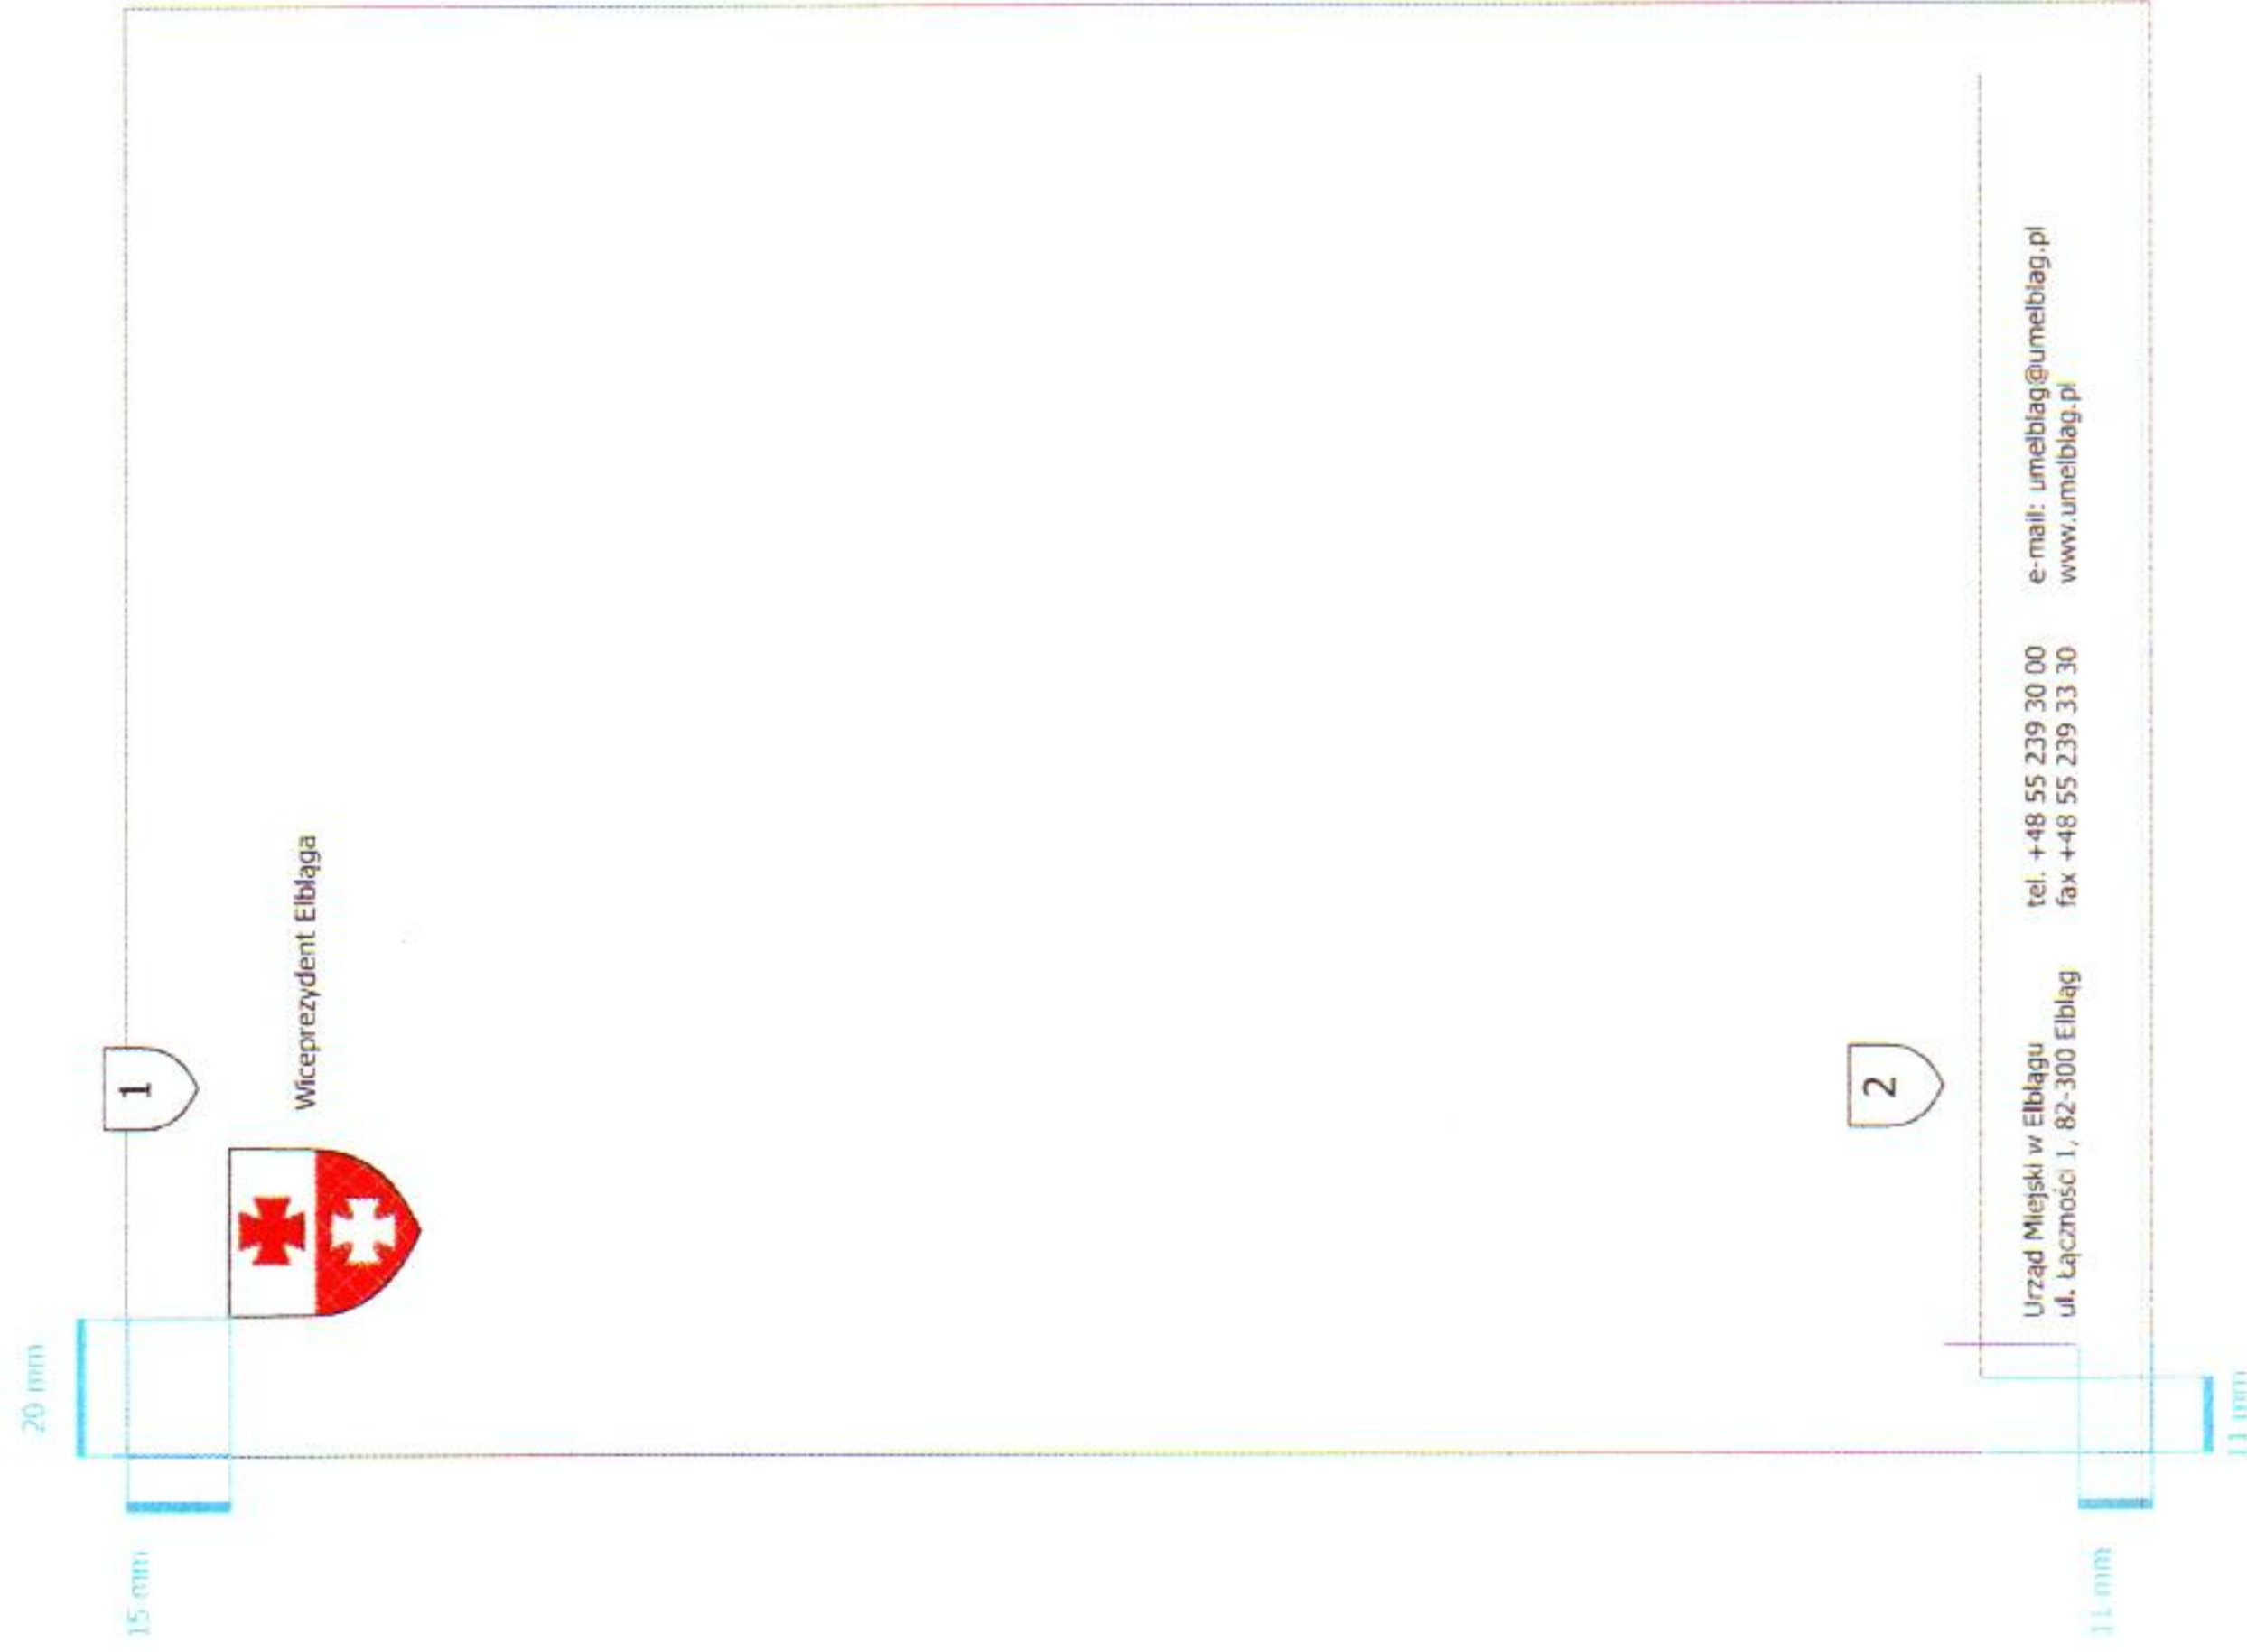 20 mm
15 mm
1
Wiceprezydent Elbląga
2
Urząd Miejski w Elblągu
ul. Łączności 1, 82-300 Elbląg
tel. +48 55 239 30 00
fax +48 55 239 33 30
e-mail: umelblag@umelblag.pl
www.umelblag.pl
11 mm
11 mm